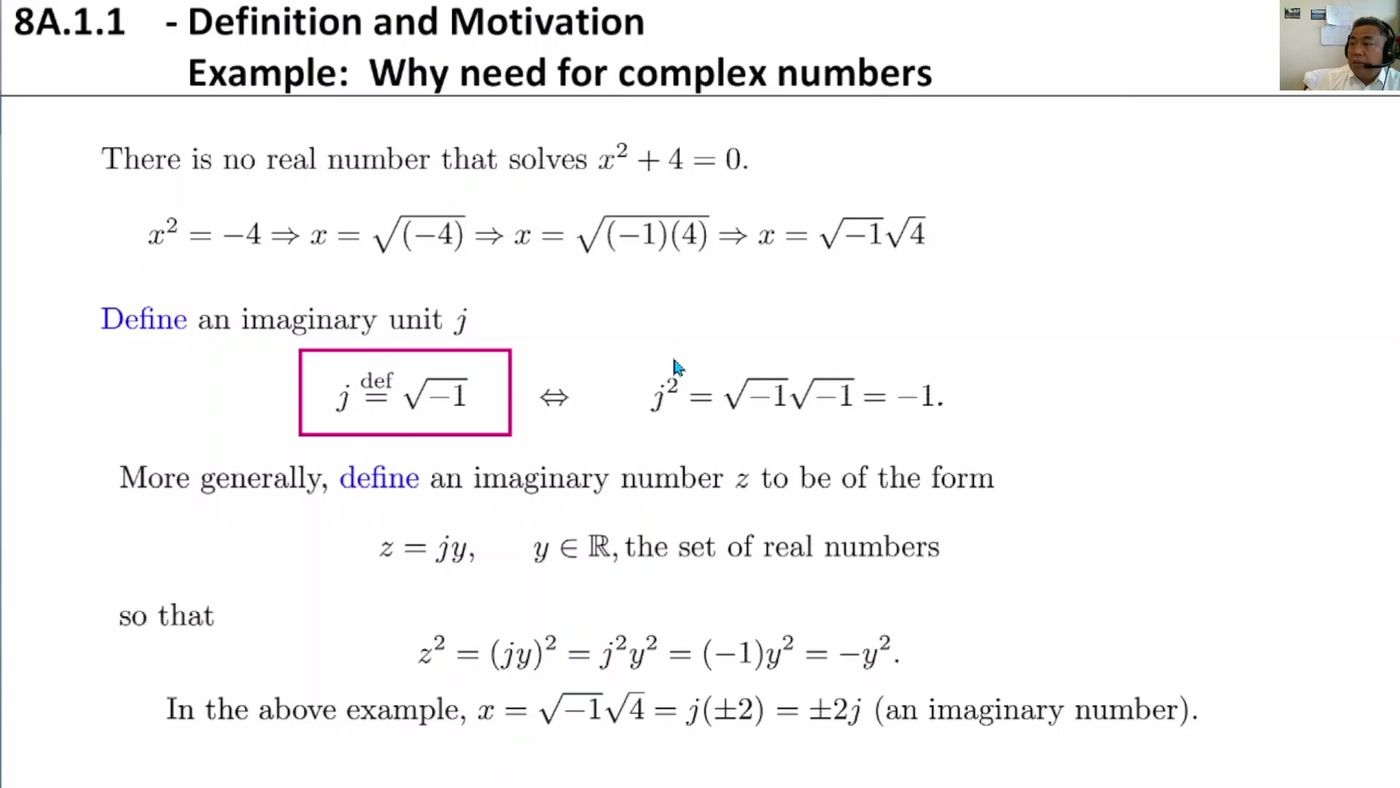 8A.1.1 - Definition and Motivation
Example: Why need for complex numbers
There is no real number that solves x² + 4 = 0.
x² = −4 ⇒ x = √(−4) ⇒ x = √(−1)(4) ⇒ x = √−1√4
Define an imaginary unit j
j def= √−1 ⇔ j² = √−1√−1 = −1.
More generally, define an imaginary number z to be of the form
z = jy, y ∈ ℝ, the set of real numbers
so that
z² = (jy)² = j²y² = (−1)y² = −y².
In the above example, x = √−1√4 = j(±2) = ±2j (an imaginary number).